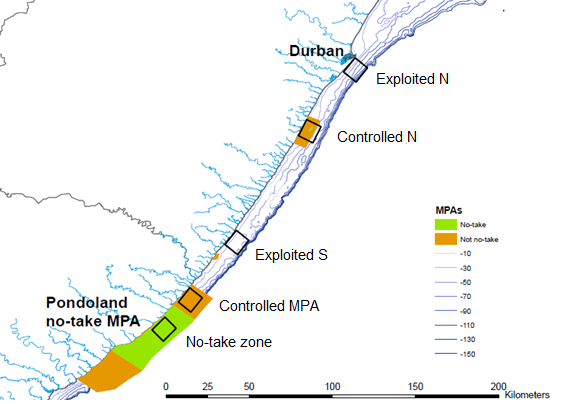 Durban
Exploited N
Controlled N
MPAs
No-take
Not no-take
-10
-30
-50
-70
-90
-110
-130
-150
Exploited S
Pondoland
no-take MPA
Controlled MPA
No-take zone
0 25 50 100 150 200
Kilometers